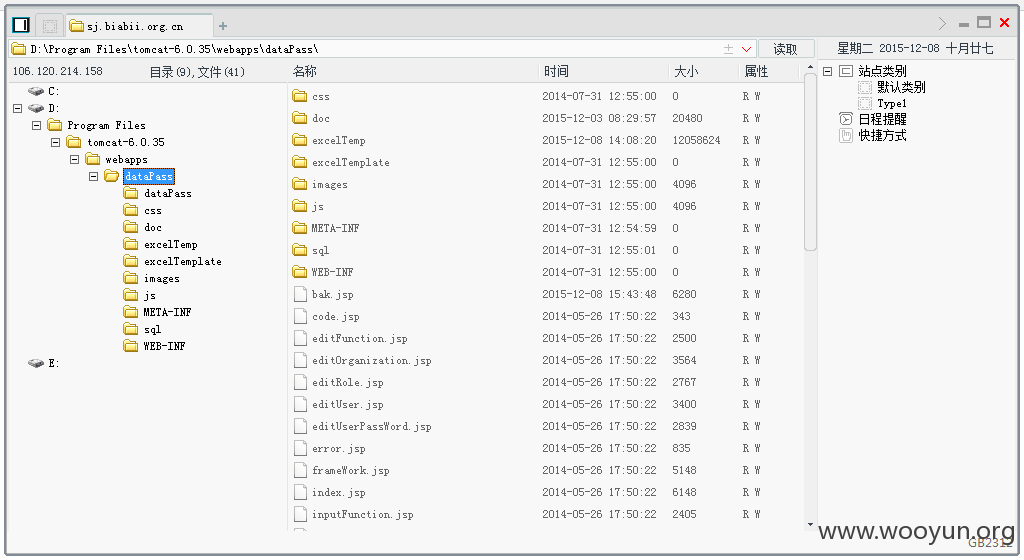 sj.biabii.org.cn
D:\Program Files\tomcat-6.0.35\webapps\dataPass\ 读取 星期二 2015-12-08 十月廿七
106.120.214.158 目录(9),文件(41)
C:
D:
Program Files
tomcat-6.0.35
webapps
dataPass
dataPass
css
doc
excelTemp
excelTemplate
images
js
META-INF
sql
WEB-INF
E:
名称 时间 大小 属性
css 2014-07-31 12:55:00 0 R W
doc 2015-12-03 08:29:57 20480 R W
excelTemp 2015-12-08 14:08:20 12058624 R W
excelTemplate 2014-07-31 12:55:00 0 R W
images 2014-07-31 12:55:00 4096 R W
js 2014-07-31 12:55:00 4096 R W
META-INF 2014-07-31 12:54:59 0 R W
sql 2014-07-31 12:55:01 0 R W
WEB-INF 2014-07-31 12:55:00 0 R W
bak.jsp 2015-12-08 15:43:48 6280 R W
code.jsp 2014-05-26 17:50:22 343 R W
editFunction.jsp 2014-05-26 17:50:22 2500 R W
editOrganization.jsp 2014-05-26 17:50:22 3564 R W
editRole.jsp 2014-05-26 17:50:22 2767 R W
editUser.jsp 2014-05-26 17:50:22 3400 R W
editUserPassWord.jsp 2014-05-26 17:50:22 2839 R W
error.jsp 2014-05-26 17:50:22 835 R W
frameWork.jsp 2014-05-26 17:50:22 5148 R W
index.jsp 2014-05-26 17:50:22 6148 R W
inputFunction.jsp 2014-05-26 17:50:22 2405 R W
站点类别
默认类别
Type1
日程提醒
快捷方式
www.wooyun.org
GB2312